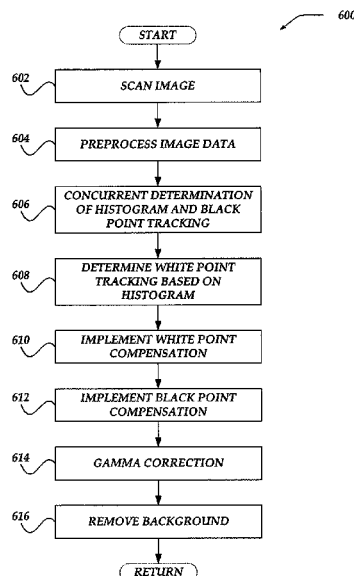 600
START
602
SCAN IMAGE
604
PREPROCESS IMAGE DATA
606
CONCURRENT DETERMINATION
OF HISTOGRAM AND BLACK
POINT TRACKING
608
DETERMINE WHITE POINT
TRACKING BASED ON
HISTOGRAM
610
IMPLEMENT WHITE POINT
COMPENSATION
612
IMPLEMENT BLACK POINT
COMPENSATION
614
GAMMA CORRECTION
616
REMOVE BACKGROUND
RETURN